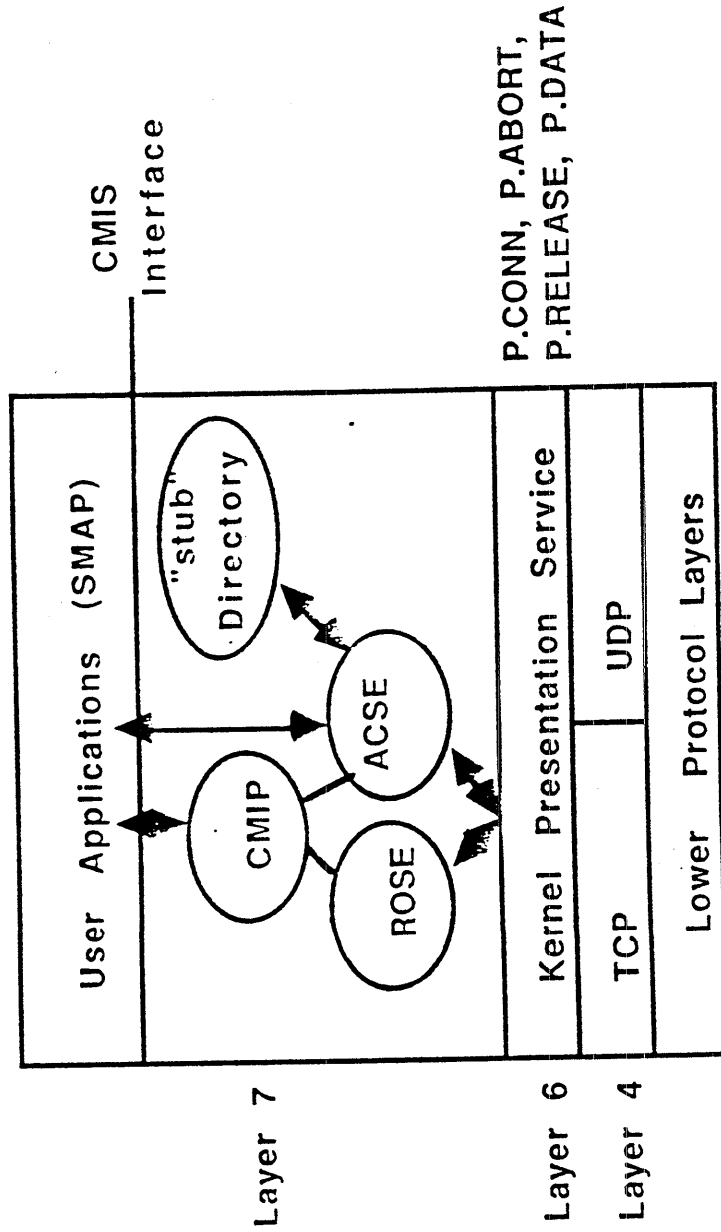 User Applications (SMAP)
CMIS
Interface
Layer 7
CMIP
"stub"
Directory
ROSE
ACSE
Layer 6
Kernel Presentation Service
P.CONN, P.ABORT,
P.RELEASE, P.DATA
Layer 4
TCP
UDP
Lower Protocol Layers